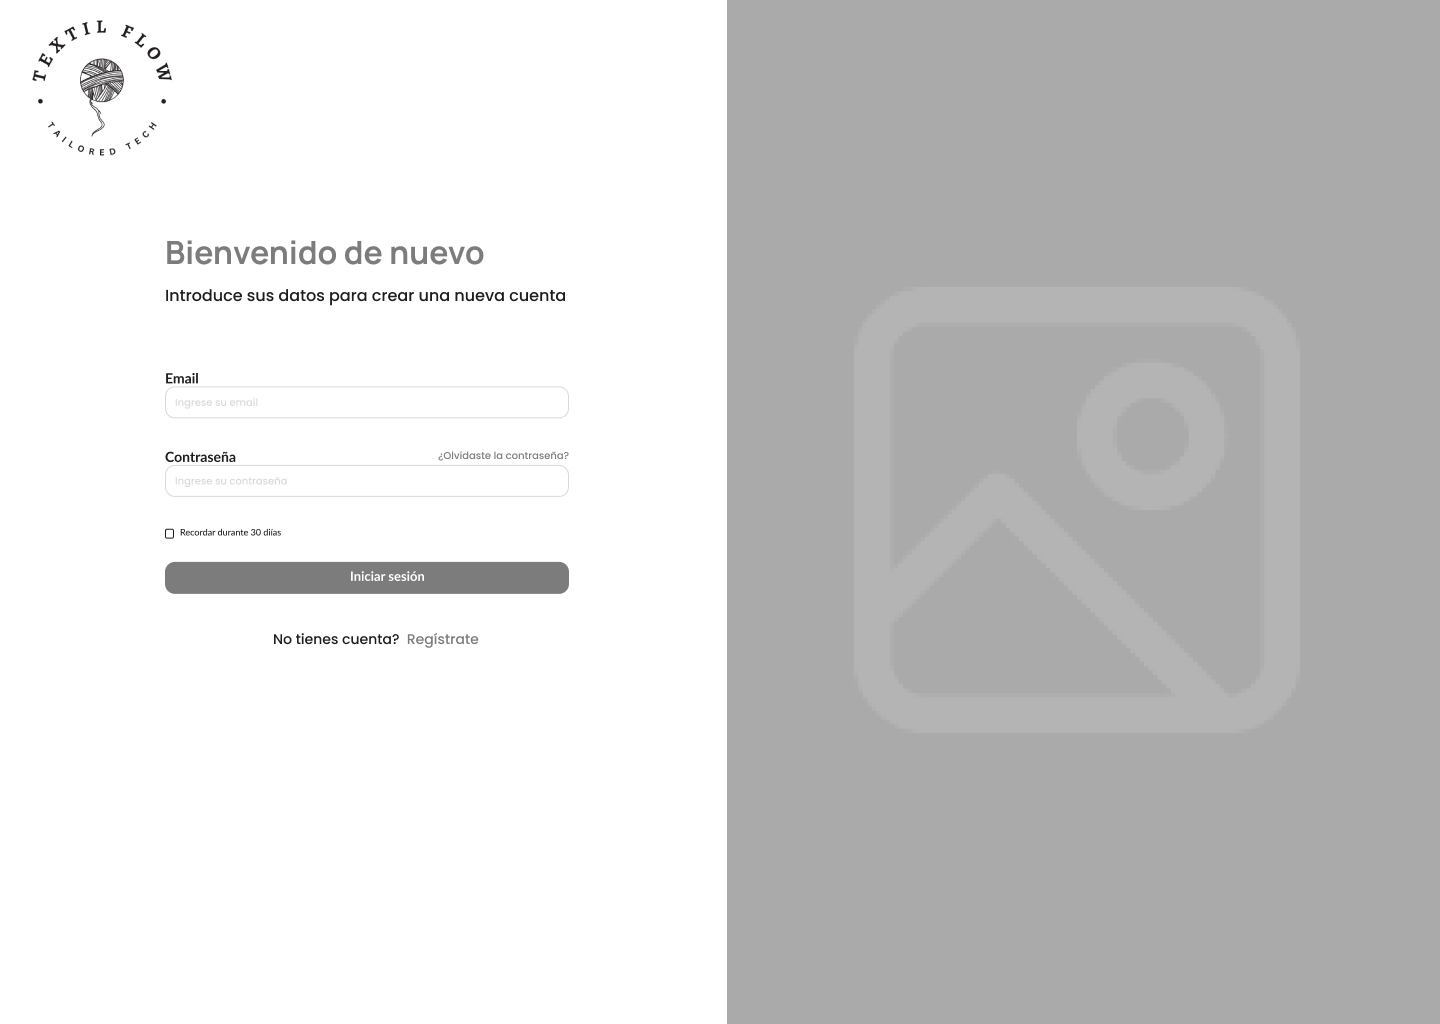 TEXTIL FLOW
TAILORED TECH
Bienvenido de nuevo
Introduce sus datos para crear una nueva cuenta
Email
Ingrese su email
Contraseña ¿Olvidaste la contraseña?
Ingrese su contraseña
Recordar durante 30 diías
Iniciar sesión
No tienes cuenta? Regístrate